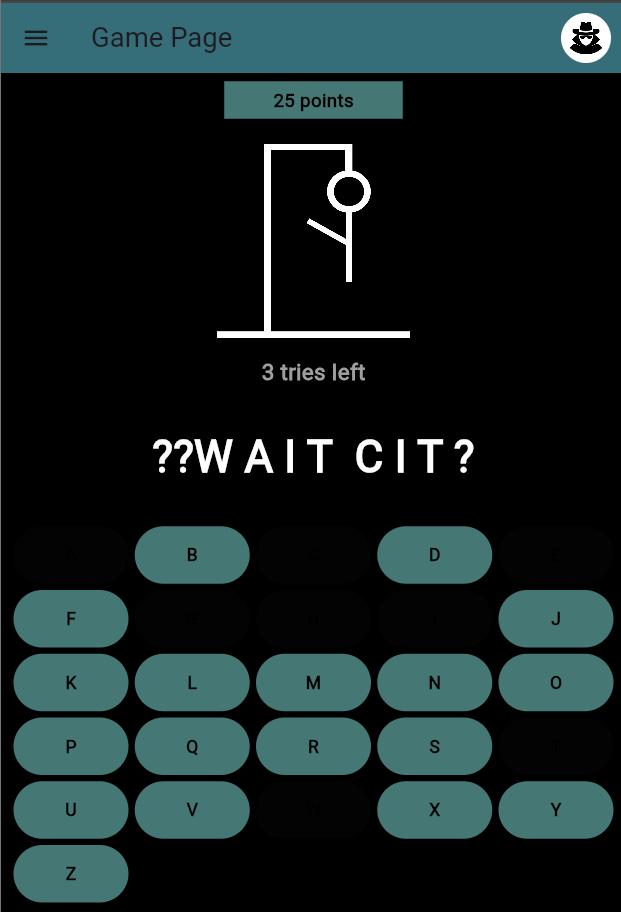 Game Page
25 points
3 tries left
??WAIT CIT?
B D
F J
K L M N O
P Q R S
U V X Y
Z